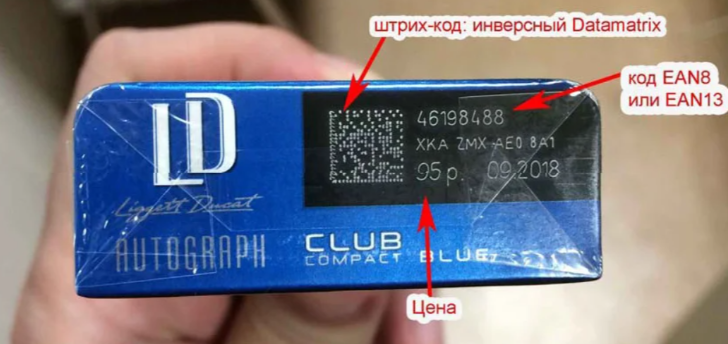 штрих-код: инверсный Datamatrix
код EAN8
или EAN13
46198488
XKA ZMX AE0 8A1
95 р. 09.2018
LD
Liggett Ducat
AUTOGRAPH
CLUB
COMPACT BLUE
Цена